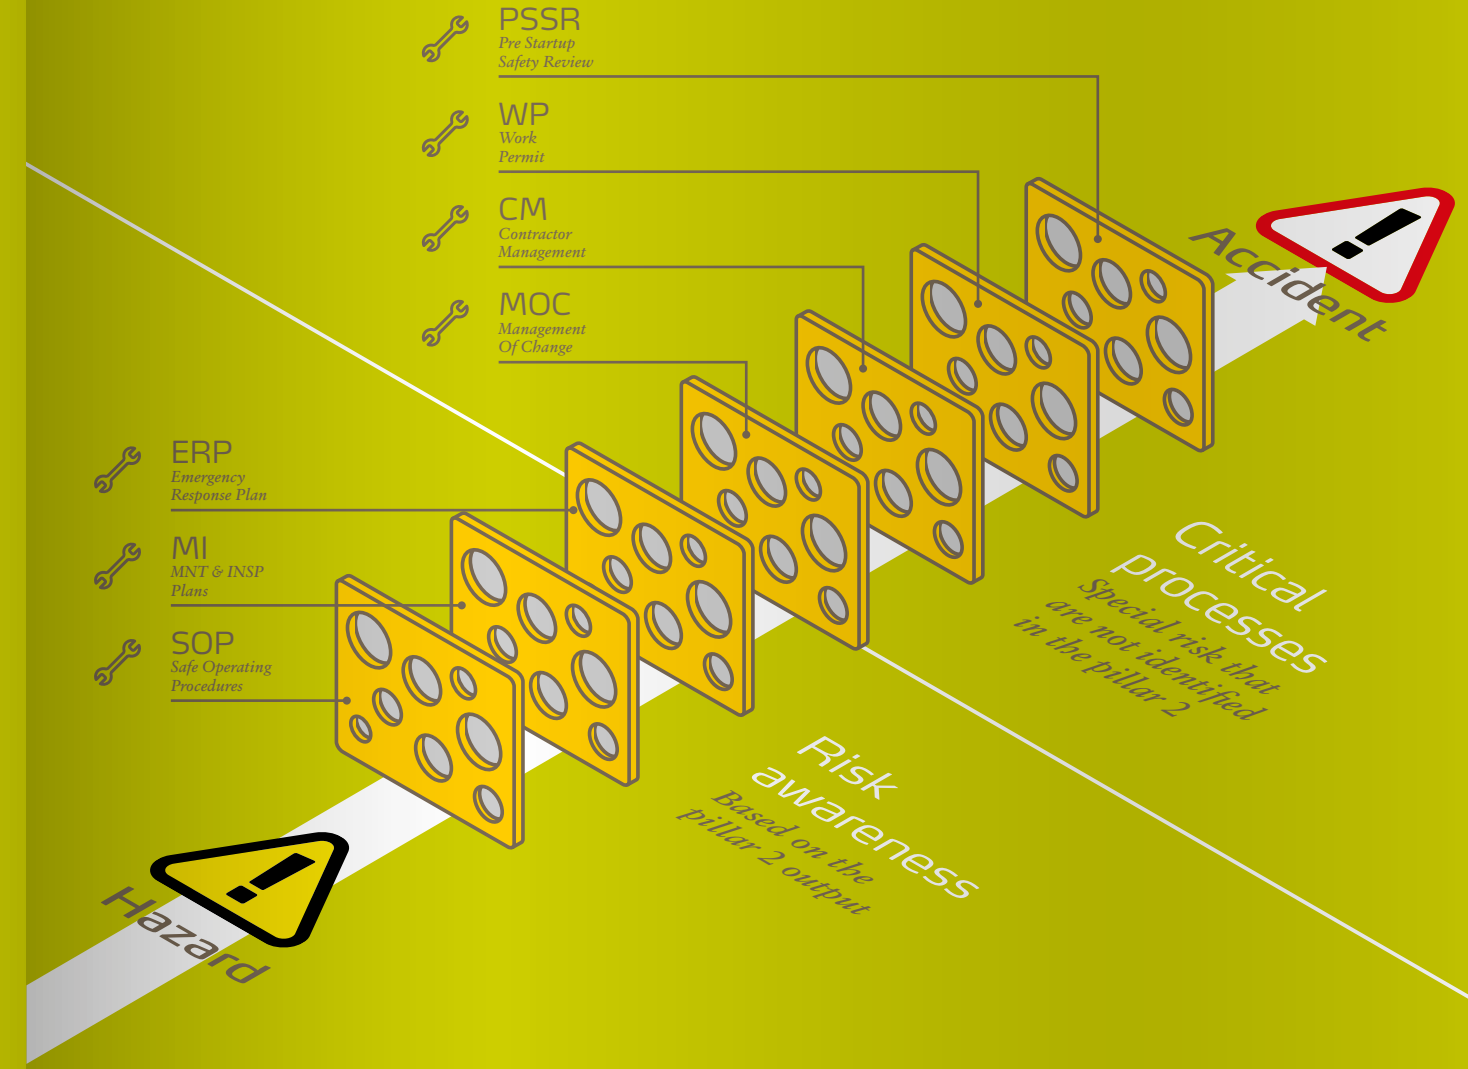 PSSR
Pre Startup
Safety Review
WP
Work
Permit
CM
Contractor
Management
MOC
Management
Of Change
ERP
Emergency
Response Plan
MI
MNT & INSP
Plans
SOP
Safe Operating
Procedures
Accident
Critical
processes
Special risk that
are not identified
in the pillar 2
Risk
awareness
Based on the
pillar 2 output
Hazard